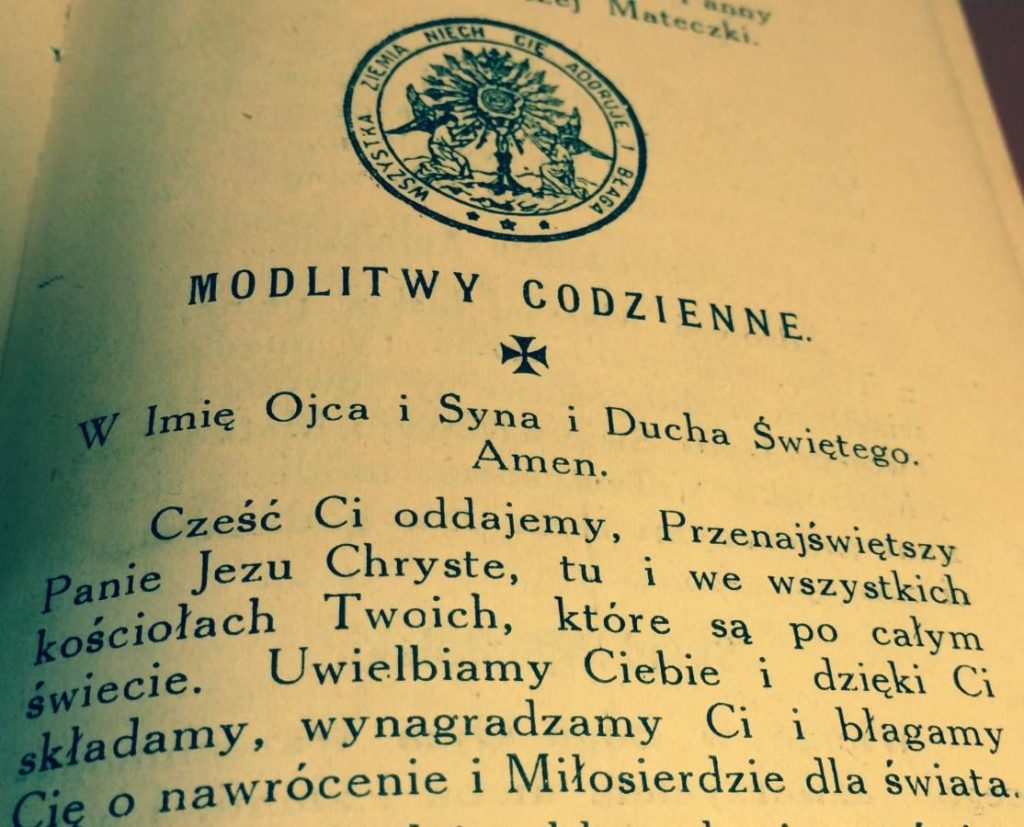 Mateczki.
WSZYSTKA ZIEMIA NIECH CIĘ ADORUJE I BŁAGA
MODLITWY CODZIENNE.
W Imię Ojca i Syna i Ducha Świętego.
Amen.
Cześć Ci oddajemy, Przenajświętszy
Panie Jezu Chryste, tu i we wszystkich
kościołach Twoich, które są po całym
świecie. Uwielbiamy Ciebie i dzięki Ci
składamy, wynagradzamy Ci i błagamy
Cię o nawrócenie i Miłosierdzie dla świata.